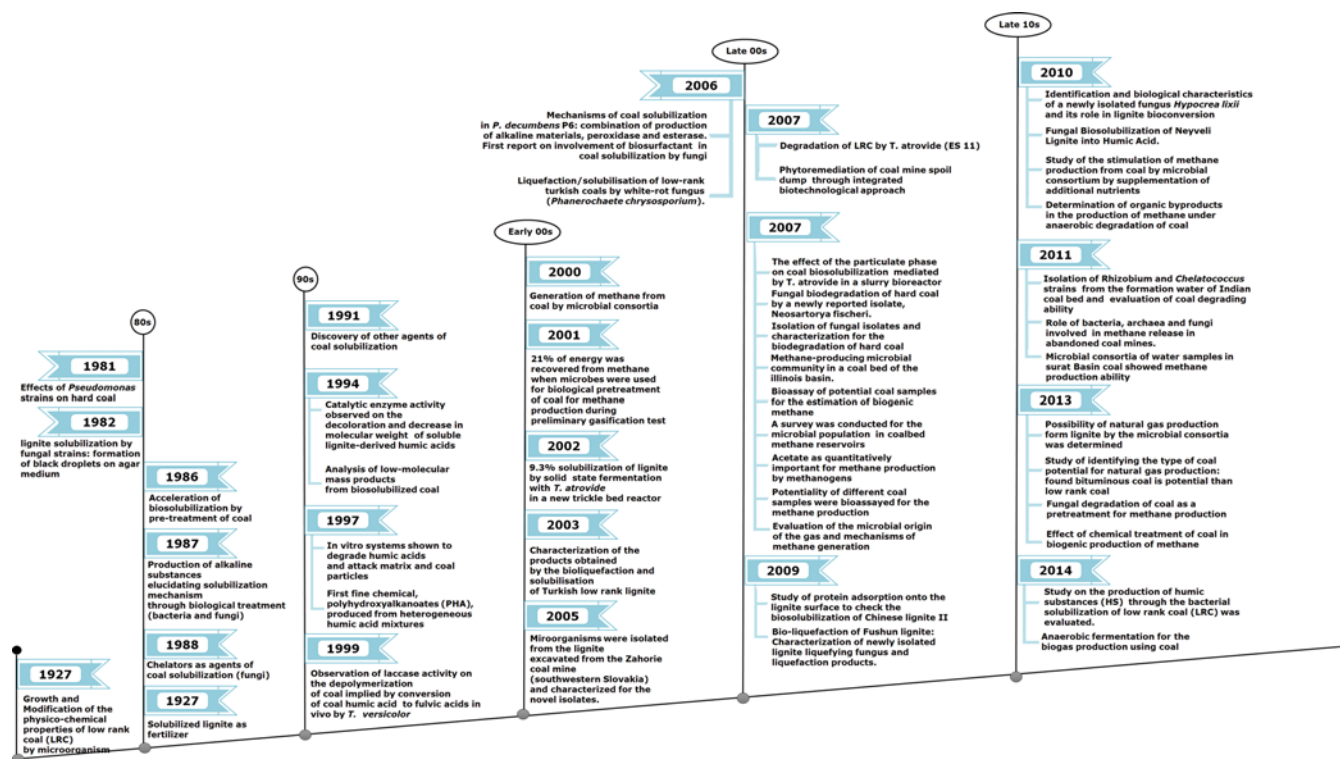 1927
Growth and
Modification of the
physico-chemical
properties of low rank
coal (LRC)
by microorganism
80s
1981
Effects of Pseudomonas
strains on hard coal
1982
lignite solubilization by
fungal strains: formation
of black droplets on agar
medium
1986
Acceleration of
biosolubilization by
pre-treatment of coal
1987
Production of alkaline
substances
elucidating solubilization
mechanism
through biological treatment
(bacteria and fungi)
1988
Chelators as agents of
coal solubilization (fungi)
1927
Solubilized lignite as
fertilizer
90s
1991
Discovery of other agents of
coal solubilization
1994
Catalytic enzyme activity
observed on the
decoloration and decrease in
molecular weight of soluble
lignite-derived humic acids
Analysis of low-molecular
mass products
from biosolubilized coal
1997
In vitro systems shown to
degrade humic acids
and attack matrix and coal
particles
First fine chemical,
polyhydroxyalkanoates (PHA),
produced from heterogeneous
humic acid mixtures
1999
Observation of laccase activity on
the depolymerization
of coal implied by conversion
of coal humic acid to fulvic acids in
vivo by T. versicolor
Early 00s
2000
Generation of methane from
coal by microbial consortia
2001
21% of energy was
recovered from methane
when microbes were used
for biological pretreatment
of coal for methane
production during
preliminary gasification test
2002
9.3% solubilization of lignite
by solid state fermentation
with T. atrovide
in a new trickle bed reactor
2003
Characterization of the
products obtained
by the bioliquefaction and
solubilisation
of Turkish low rank lignite
2005
Miroorganisms were isolated
from the lignite
excavated from the Zahorie
coal mine
(southwestern Slovakia)
and characterized for the
novel isolates.
Late 00s
2006
Mechanisms of coal solubilization
in P. decumbens P6: combination of
production of alkaline materials, peroxidase and esterase.
First report on involvement of biosurfactant in
coal solubilization by fungi
Liquefaction/solubilisation of low-rank
turkish coals by white-rot fungus
(Phanerochaete chrysosporium).
2007
Degradation of LRC by T. atrovide (ES 11)
Phytoremediation of coal mine spoil
dump through integrated
biotechnological approach
2007
The effect of the particulate phase
on coal biosolubilization mediated
by T. atrovide in a slurry bioreactor
Fungal biodegradation of hard coal
by a newly reported isolate,
Neosartorya fischeri.
Isolation of fungal isolates and
characterization for the
biodegradation of hard coal
Methane-producing microbial
community in a coal bed of the
illinois basin.
Bioassay of potential coal samples
for the estimation of biogenic
methane
A survey was conducted for the
microbial population in coalbed
methane reservoirs
Acetate as quantitatively
important for methane production
by methanogens
Potentiality of different coal
samples were bioassayed for the
methane production
Evaluation of the microbial origin
of the gas and mechanisms of
methane generation
2009
Study of protein adsorption onto the
lignite surface to check the
biosolubilization of Chinese lignite II
Bio-liquefaction of Fushun lignite:
Characterization of newly isolated
lignite liquefying fungus and
liquefaction products.
Late 10s
2010
Identification and biological characteristics
of a newly isolated fungus Hypocrea lixii
and its role in lignite bioconversion
Fungal Biosolubilization of Neyveli
Lignite into Humic Acid.
Study of the stimulation of methane
production from coal by microbial
consortium by supplementation of
additional nutrients
Determination of organic byproducts
in the production of methane under
anaerobic degradation of coal
2011
Isolation of Rhizobium and Chelatococcus
strains from the formation water of Indian
coal bed and evaluation of coal degrading
ability
Role of bacteria, archaea and fungi
involved in methane release in
abandoned coal mines.
Microbial consortia of water samples in
surat Basin coal showed methane
production ability
2013
Possibility of natural gas production
form lignite by the microbial consortia
was determined
Study of identifying the type of coal
potential for natural gas production:
found bituminous coal is potential than
low rank coal
Fungal degradation of coal as a
pretreatment for methane production
Effect of chemical treatment of coal in
biogenic production of methane
2014
Study on the production of humic
substances (HS) through the bacterial
solubilization of low rank coal (LRC) was
evaluated.
Anaerobic fermentation for the
biogas production using coal